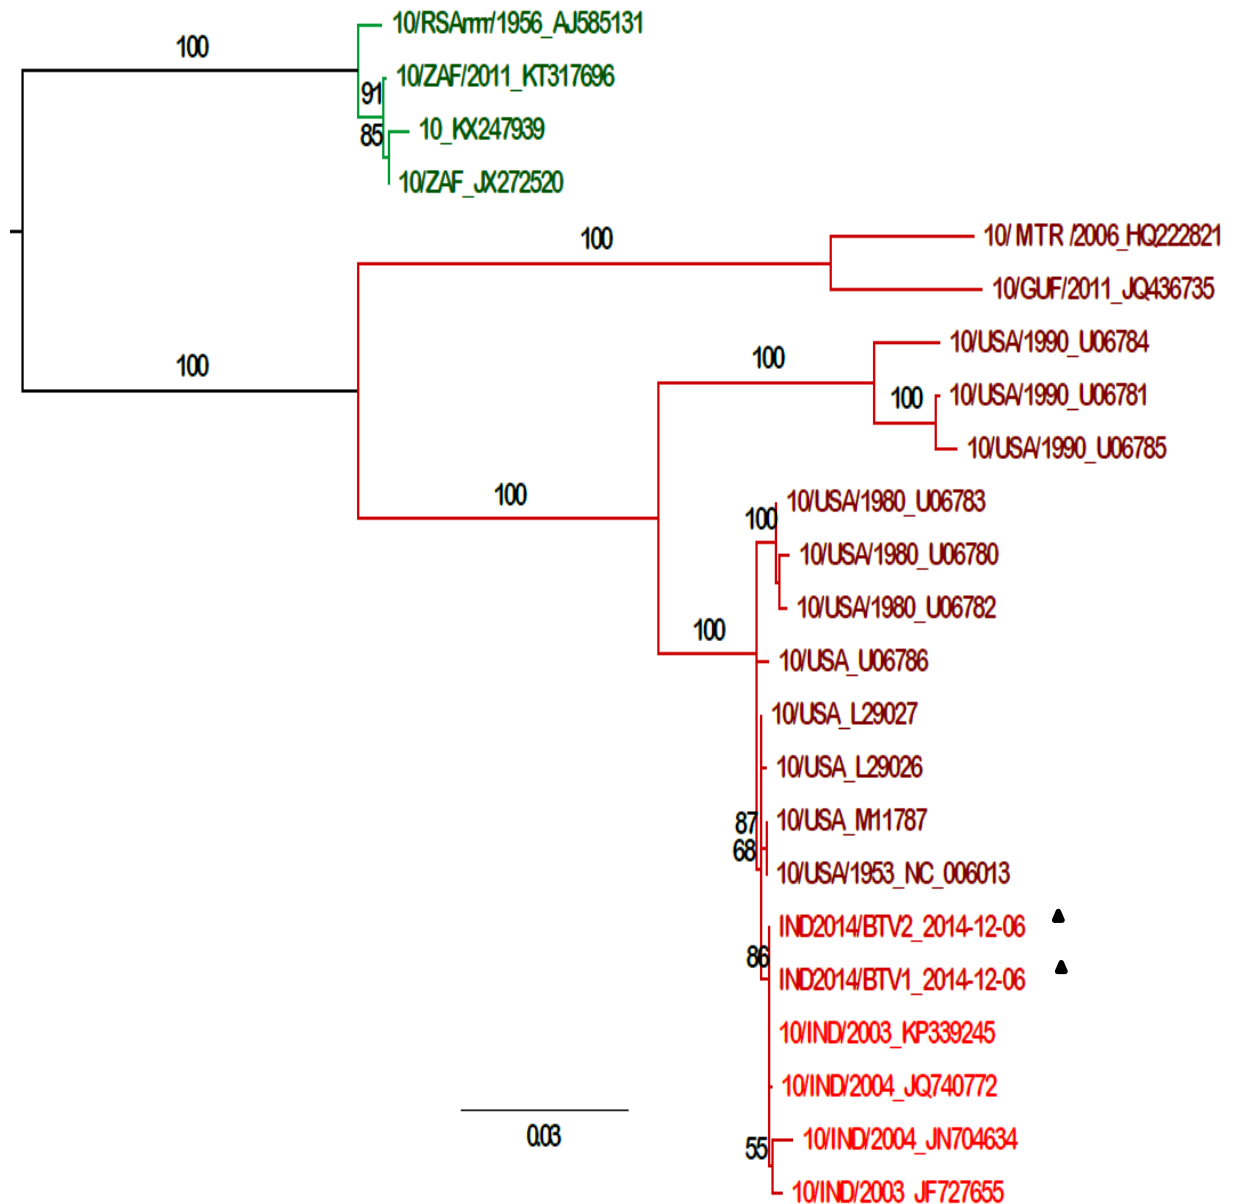 10/RSArrrr/1956_AJ585131
100
10/ZAF/2011_KT317696
91
10_KX247939
85
10/ZAF_JX272520
10/ MTR /2006_HQ222821
100
10/GUF/2011_JQ436735
10/USA/1990_U06784
100
100
10/USA/1990_U06781
100
10/USA/1990_U06785
100
10/USA/1980_U06783
100
10/USA/1980_U06780
10/USA/1980_U06782
100
10/USA_U06786
10/USA_L29027
10/USA_L29026
87
10/USA_M11787
68
10/USA/1953_NC_006013
IND2014/BTV2_2014-12-06
86
IND2014/BTV1_2014-12-06
10/IND/2003_KP339245
10/IND/2004_JQ740772
0.03
10/IND/2004_JN704634
55
10/IND/2003_JF727655